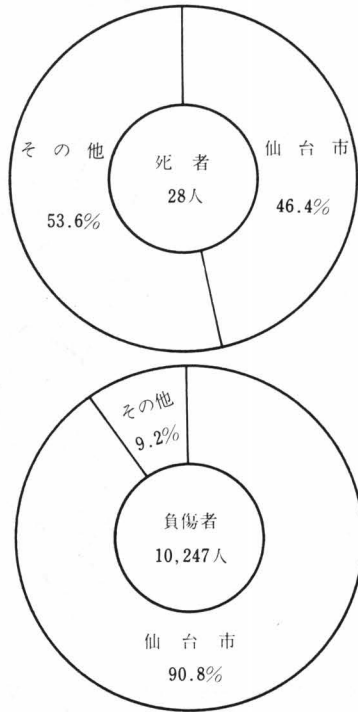 その他
53.6%
死者
28人
仙台市
46.4%
その他
9.2%
負傷者
10,247人
仙台市
90.8%